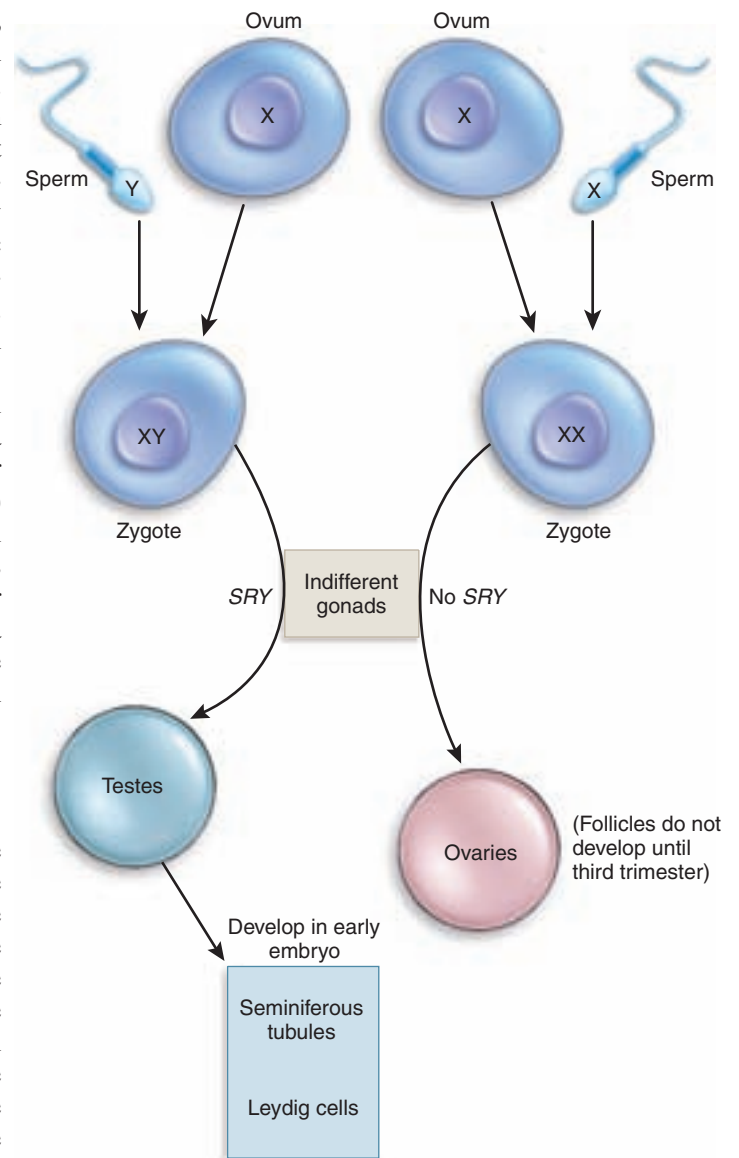 Ovum
Ovum
X
X
Sperm
Y
X
Sperm
XY
XX
Zygote
Zygote
SRY
Indifferent
gonads
No SRY
Testes
Ovaries
(Follicles do not
develop until
third trimester)
Develop in early
embryo
Seminiferous
tubules
Leydig cells